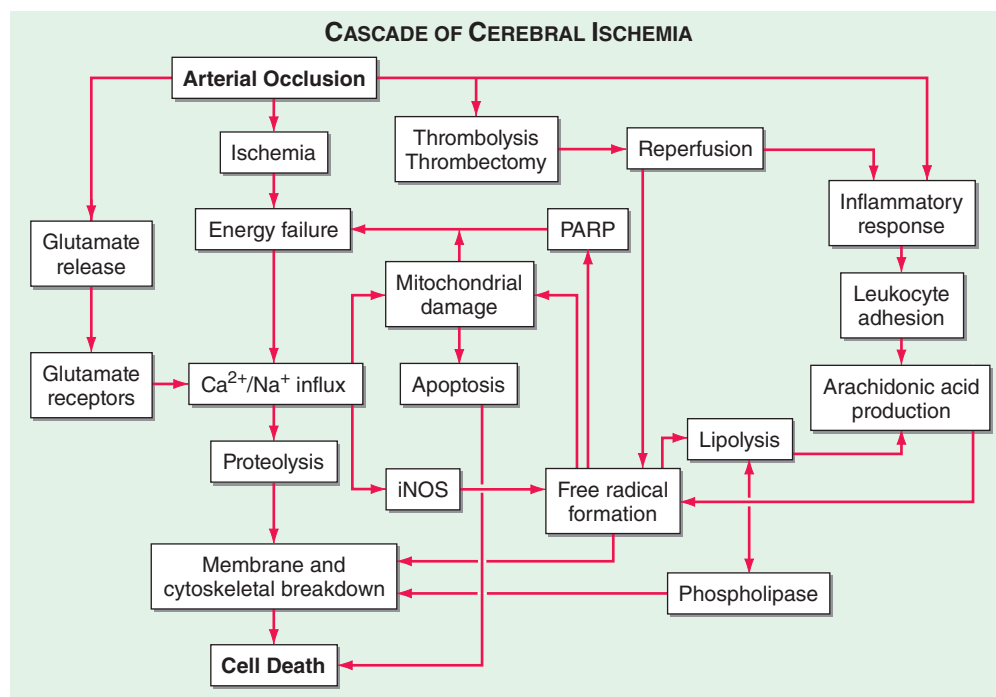 CASCADE OF CEREBRAL ISCHEMIA
Arterial Occlusion
Ischemia
Thrombolysis
Thrombectomy
Reperfusion
Glutamate
release
Energy failure
PARP
Inflammatory
response
Mitochondrial
damage
Leukocyte
adhesion
Glutamate
receptors
Ca²⁺/Na⁺ influx
Apoptosis
Arachidonic acid
production
Proteolysis
iNOS
Free radical
formation
Lipolysis
Membrane and
cytoskeletal breakdown
Phospholipase
Cell Death